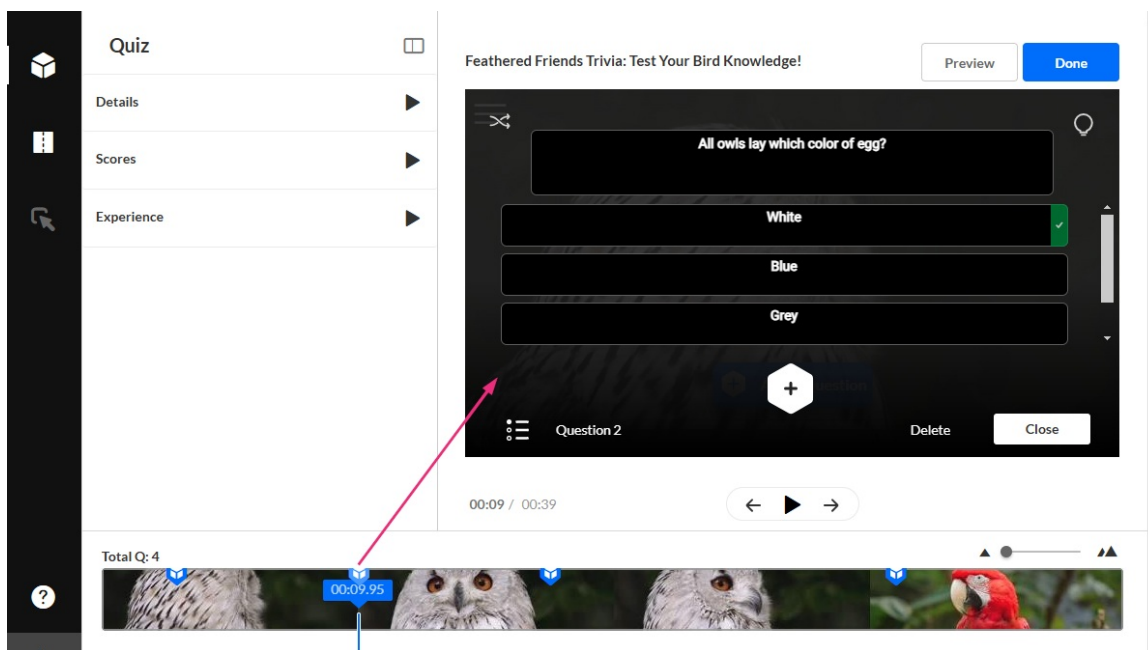 Quiz
Details
Scores
Experience
Feathered Friends Trivia: Test Your Bird Knowledge!
Preview
Done
All owls lay which color of egg?
White
Blue
Grey
+
Question 2
Delete
Close
00:09 / 00:39
Total Q: 4
00:09.95
?